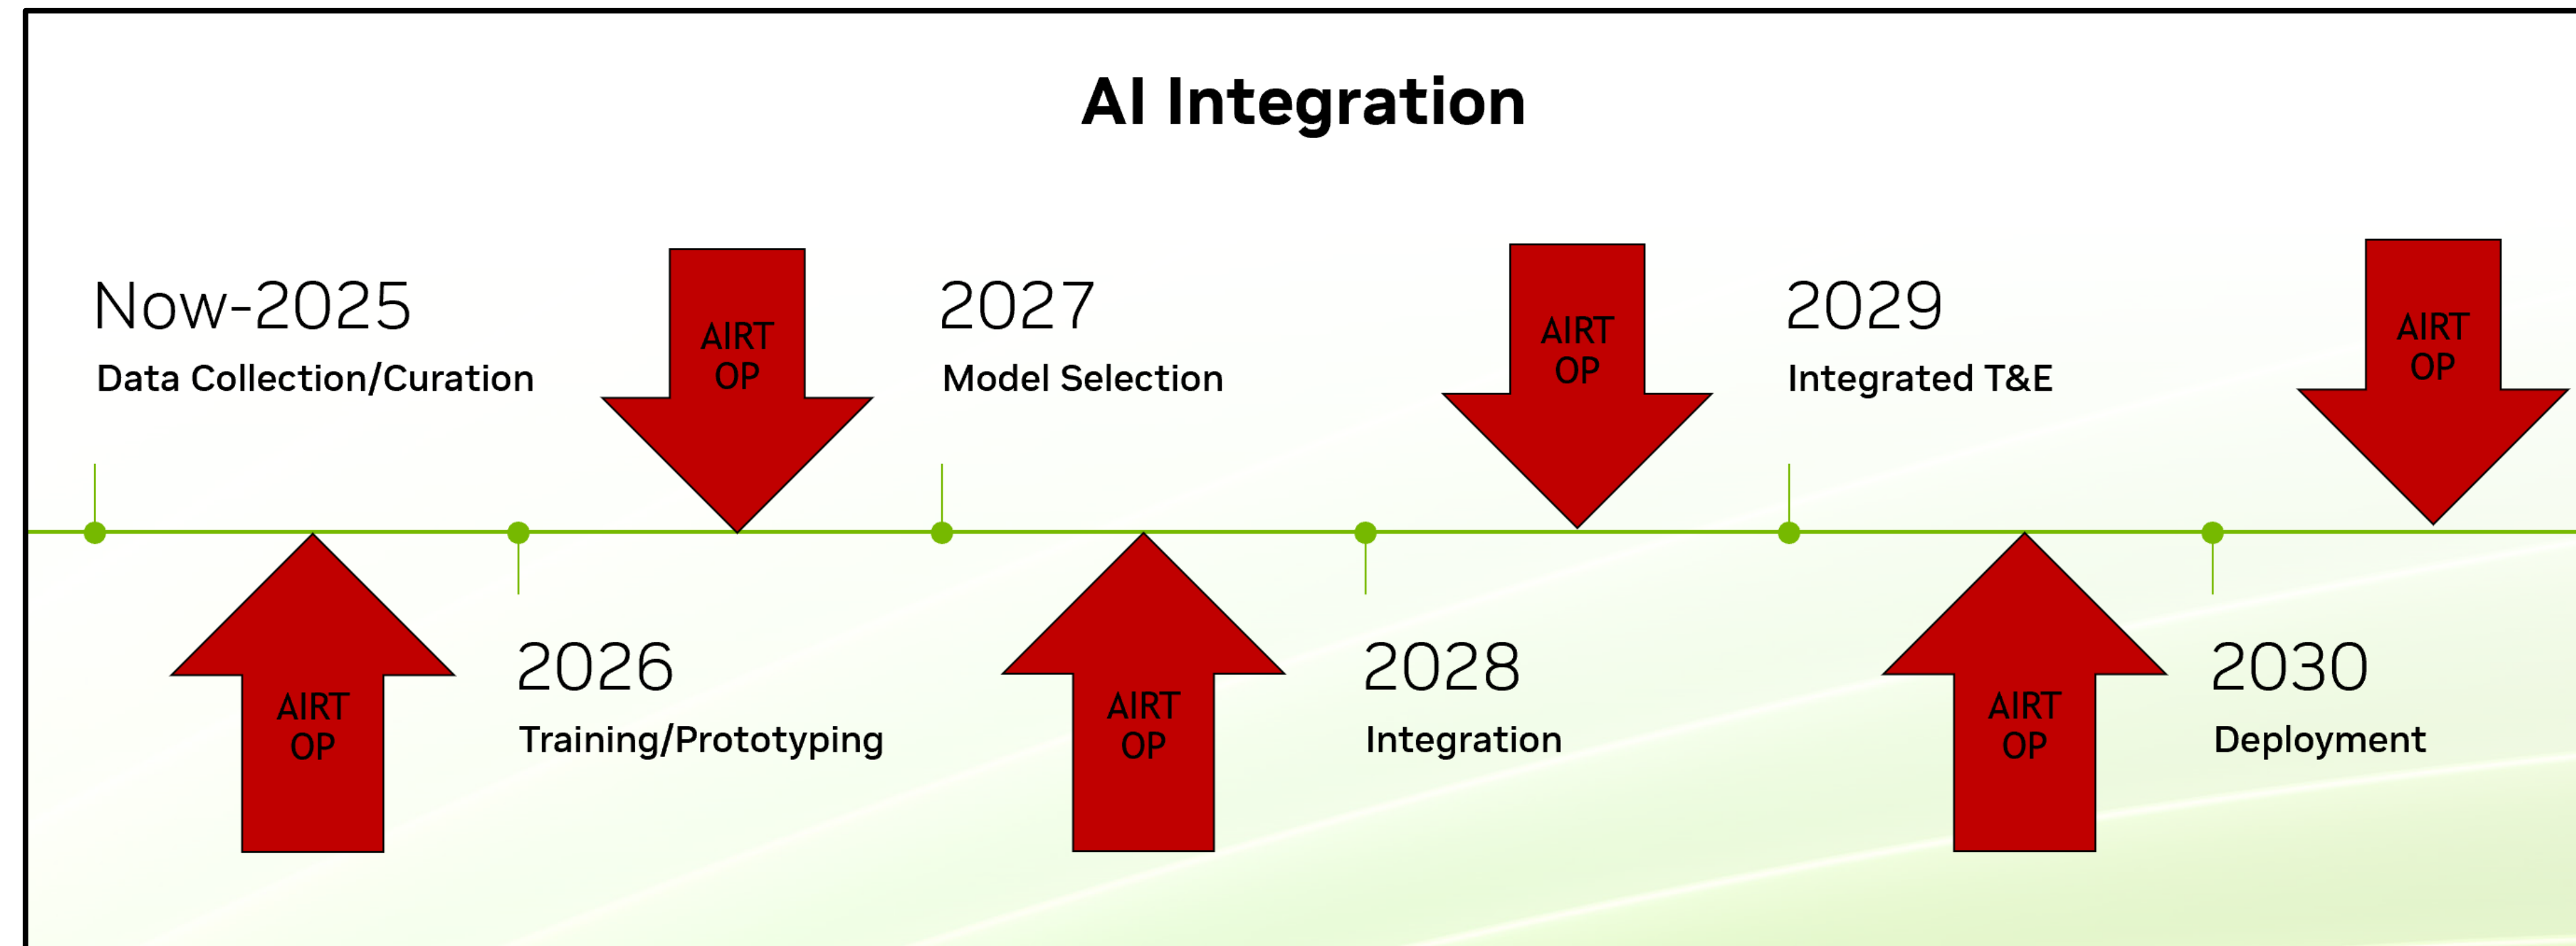 AI Integration
Now-2025
Data Collection/Curation
AIRT
OP
2027
Model Selection
AIRT
OP
2029
Integrated T&E
AIRT
OP
AIRT
OP
2026
Training/Prototyping
AIRT
OP
2028
Integration
AIRT
OP
2030
Deployment